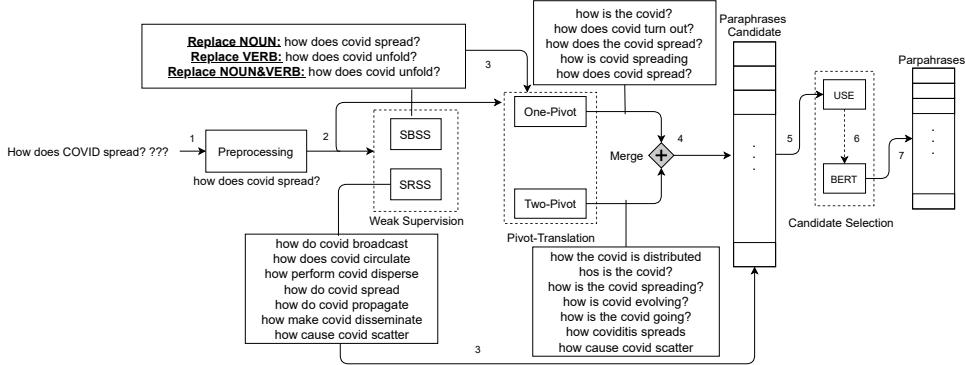 Replace NOUN: how does covid spread?
Replace VERB: how does covid unfold?
Replace NOUN&VERB: how does covid unfold?
3
how is the covid?
how does covid turn out?
how does the covid spread?
how is covid spreading
how does covid spread?
Paraphrases
Candidate
Parpahrases
How does COVID spread? ???
1
Preprocessing
how does covid spread?
2
SBSS
SRSS
Weak Supervision
One-Pivot
Two-Pivot
Pivot-Translation
Merge
+
4
.
.
.
5
USE
6
BERT
Candidate Selection
7
.
.
.
how do covid broadcast
how does covid circulate
how perform covid disperse
how do covid spread
how do covid propagate
how make covid disseminate
how cause covid scatter
how the covid is distributed
hos is the covid?
how is the covid spreading?
how is covid evolving?
how is the covid going?
how coviditis spreads
how cause covid scatter
3